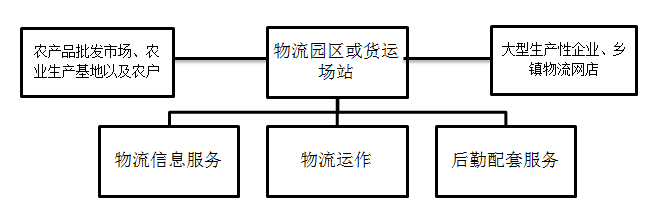 农产品批发市场、农
业生产基地以及农户
物流园区或货运
场站
大型生产性企业、乡
镇物流网店
物流信息服务
物流运作
后勤配套服务